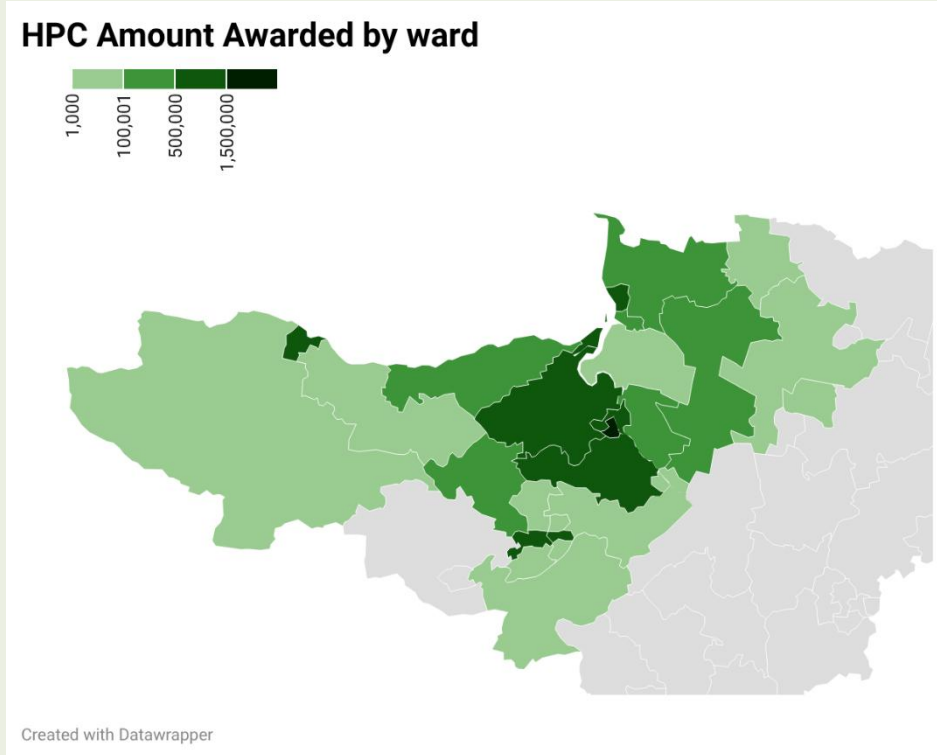 HPC Amount Awarded by ward
1,000
100,001
500,000
1,500,000
Created with Datawrapper